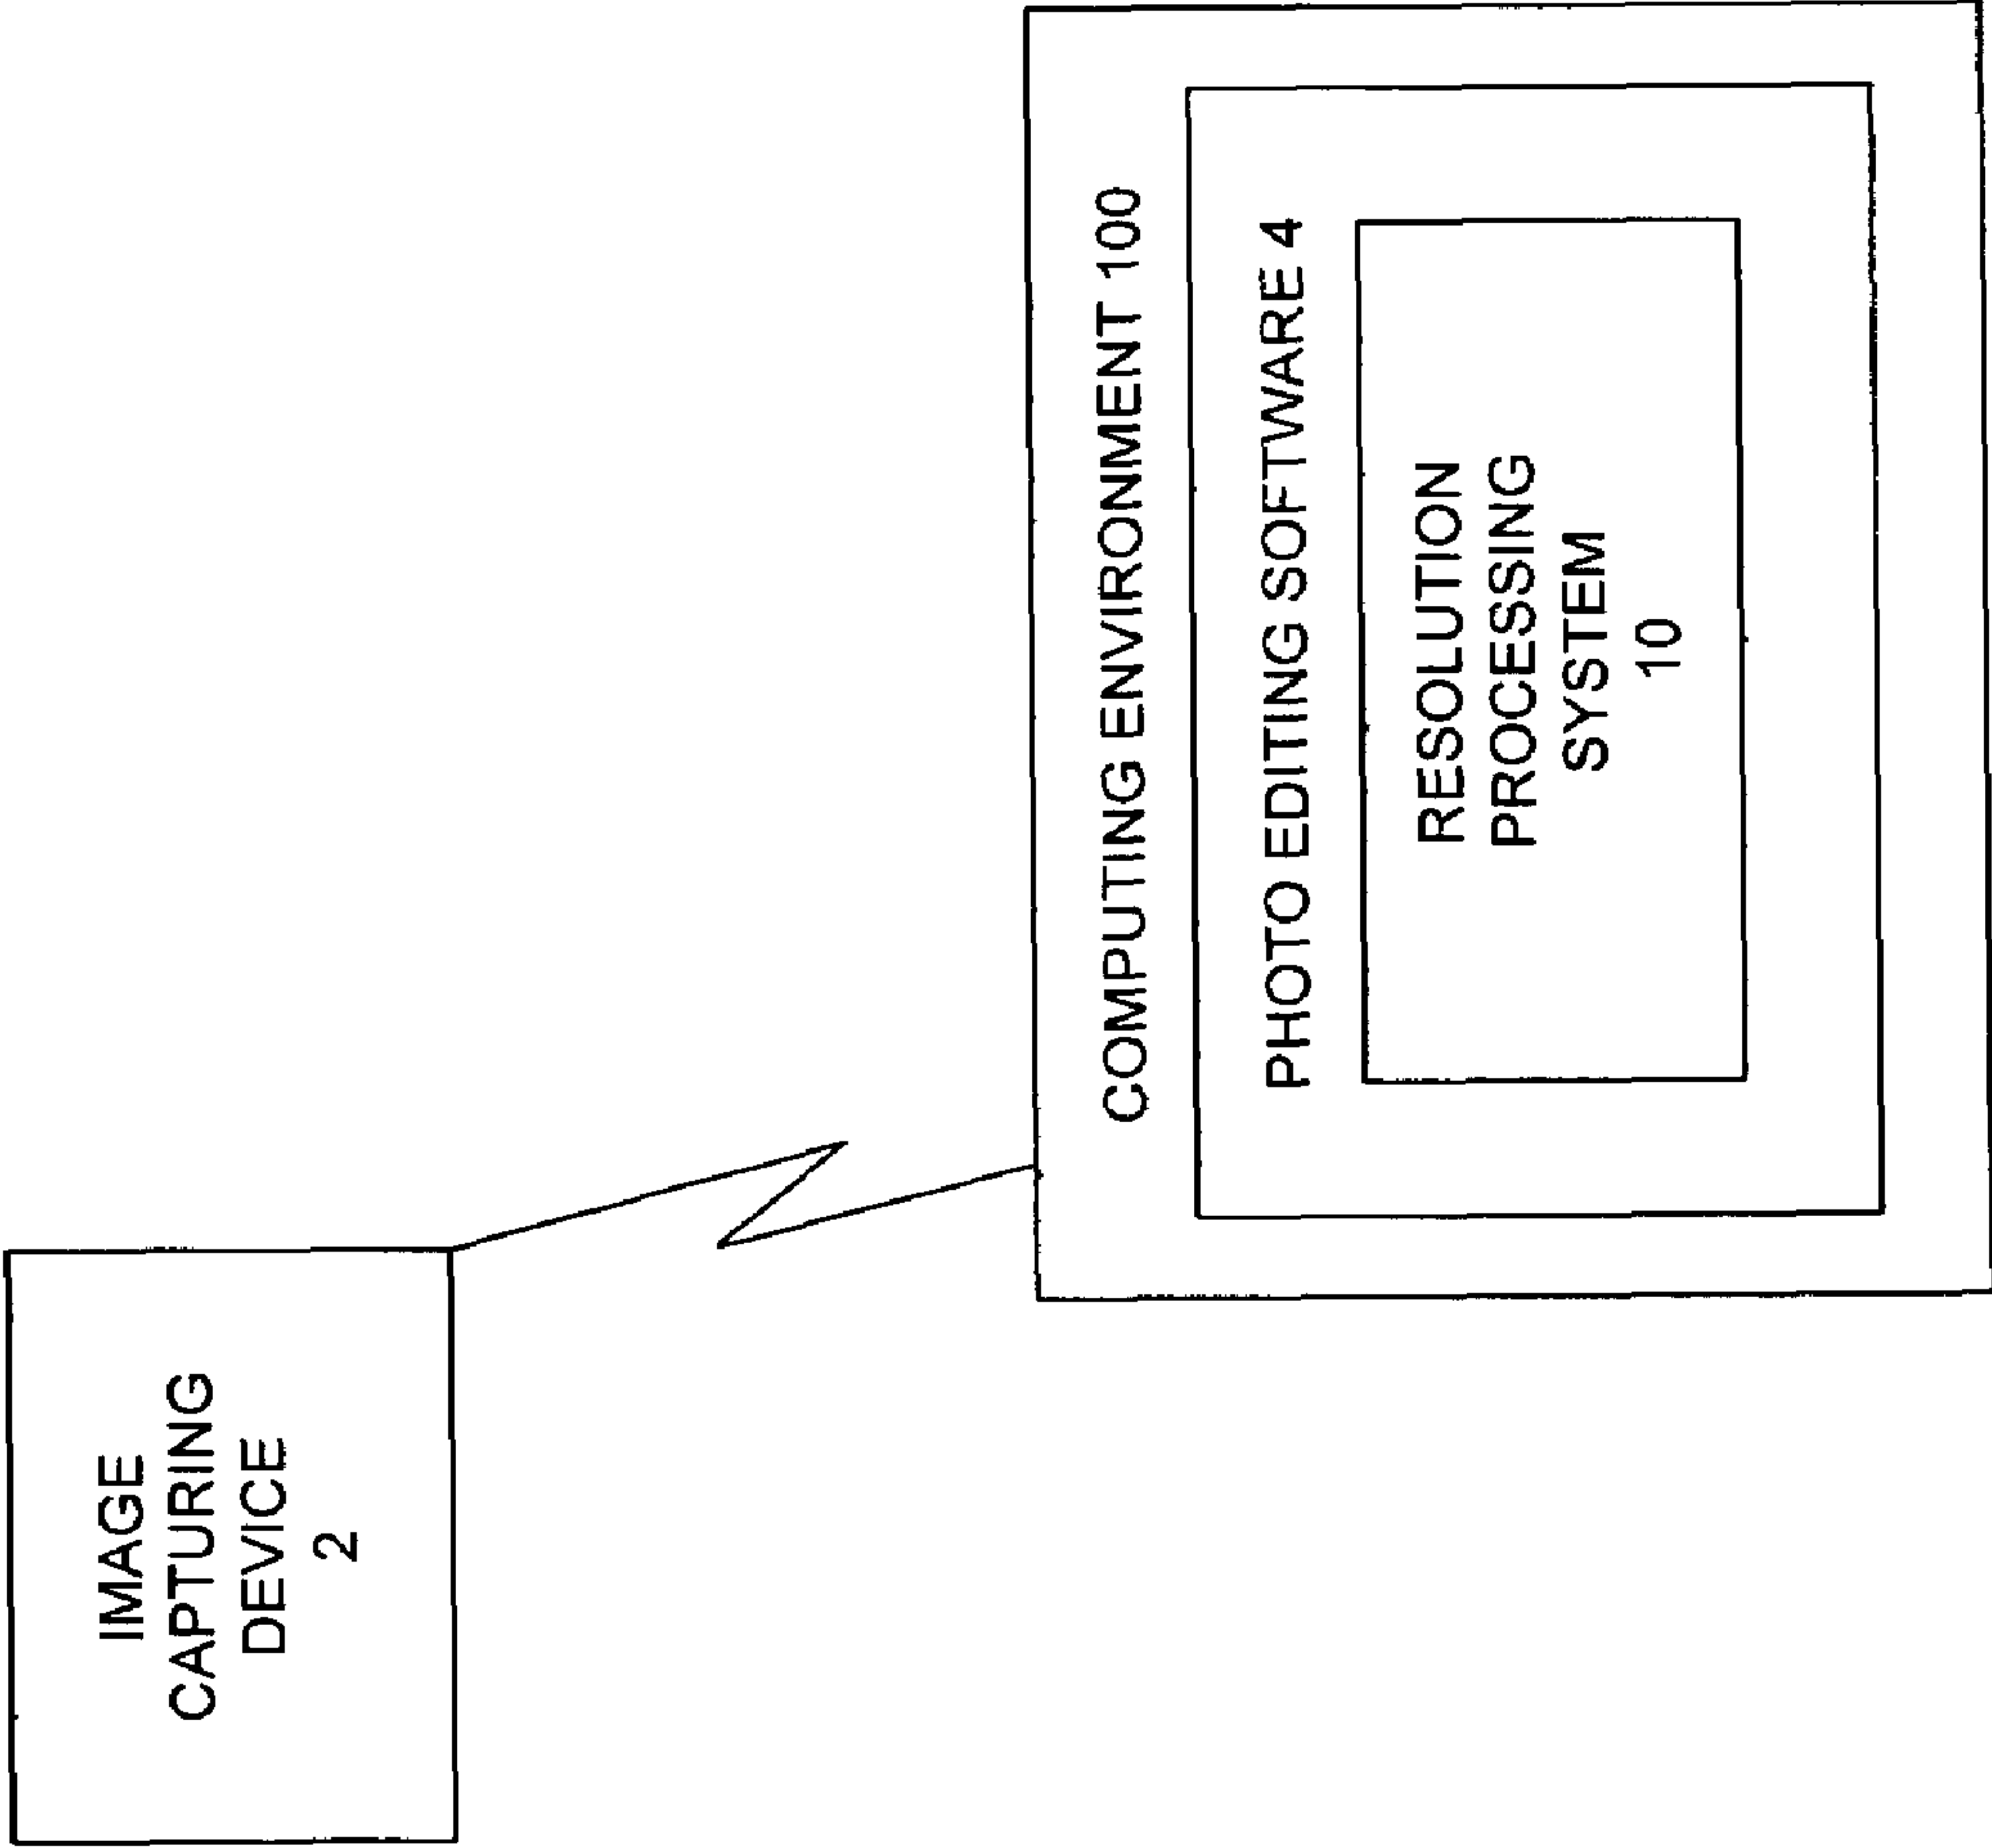 IMAGE
CAPTURING
DEVICE
2
COMPUTING ENVIRONMENT 100
PHOTO EDITING SOFTWARE 4
RESOLUTION
PROCESSING
SYSTEM
10